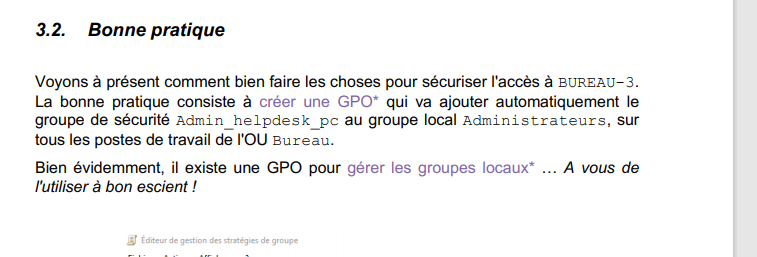 3.2. Bonne pratique
Voyons à présent comment bien faire les choses pour sécuriser l'accès à BUREAU-3.
La bonne pratique consiste à créer une GPO* qui va ajouter automatiquement le
groupe de sécurité Admin_helpdesk_pc au groupe local Administrateurs, sur
tous les postes de travail de l'OU Bureau.
Bien évidemment, il existe une GPO pour gérer les groupes locaux* … A vous de
l'utiliser à bon escient !
Éditeur de gestion des stratégies de groupe